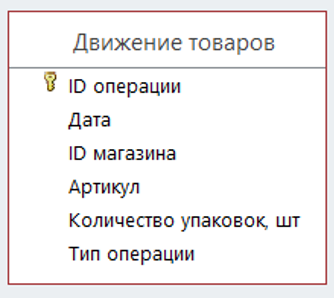 Движение товаров
ID операции
Дата
ID магазина
Артикул
Количество упаковок, шт
Тип операции